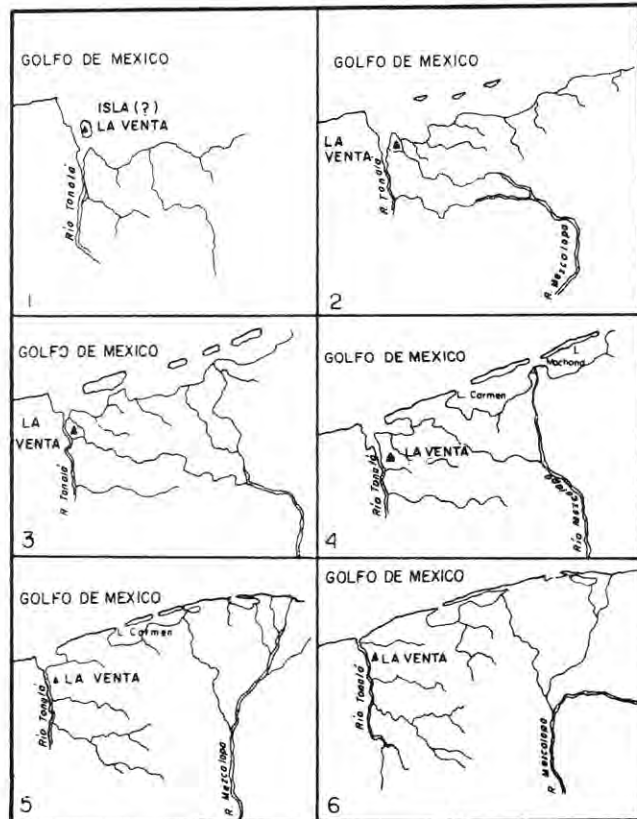 GOLFO DE MEXICO
ISLA (?)
LA VENTA
Río Tonalá
1
GOLFO DE MEXICO
LA
VENTA
R. Tonalá
R. Mezcalapa
2
GOLFO DE MEXICO
LA
VENTA
R. Tonalá
3
GOLFO DE MEXICO
L.
Machona
L. Carmen
LA VENTA
Río Tonalá
4
GOLFO DE MEXICO
L. Carmen
LA VENTA
Río Tonalá
R. Mezcalapa
5
GOLFO DE MEXICO
LA VENTA
Río Tonalá
R. Mezcalapa
6